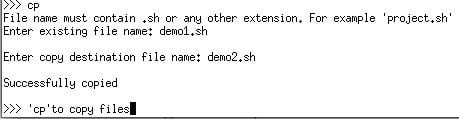 >>> cp
File name must contain .sh or any other extension. For example 'project.sh'
Enter existing file name: demo1.sh
Enter copy destination file name: demo2.sh
Successfully copied
>>> 'cp'to copy files